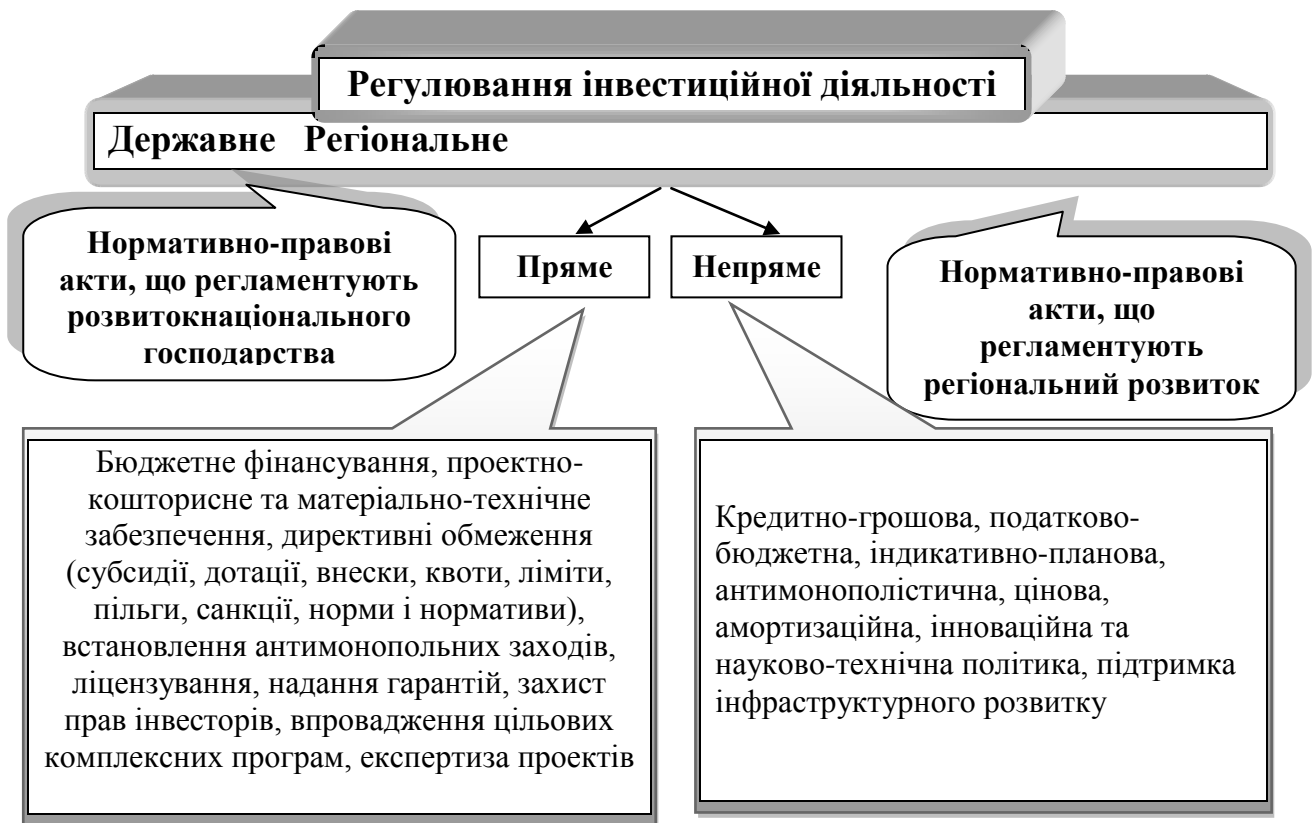 Регулювання інвестиційної діяльності
Державне Регіональне
Нормативно-правові
акти, що регламентують
розвитокнаціонального
господарства
Пряме
Непряме
Нормативно-правові
акти, що
регламентують
регіональний розвиток
Бюджетне фінансування, проектно-
кошторисне та матеріально-технічне
забезпечення, директивні обмеження
(субсидії, дотації, внески, квоти, ліміти,
пільги, санкції, норми і нормативи),
встановлення антимонопольних заходів,
ліцензування, надання гарантій, захист
прав інвесторів, впровадження цільових
комплексних програм, експертиза проектів
Кредитно-грошова, податково-
бюджетна, індикативно-планова,
антимонополістична, цінова,
амортизаційна, інноваційна та
науково-технічна політика, підтримка
інфраструктурного розвитку